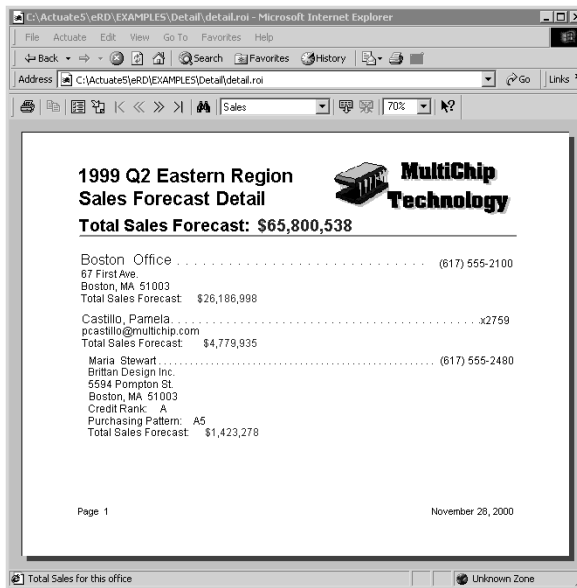 C:\Actuate5\eRD\EXAMPLES\Detail\detail.roi - Microsoft Internet Explorer
File Actuate Edit View Go To Favorites Help
Back Search Favorites History
Address C:\Actuate5\eRD\EXAMPLES\Detail\detail.roi Go Links
Sales 70%
1999 Q2 Eastern Region
Sales Forecast Detail
MultiChip
Technology
Total Sales Forecast: $65,800,538
Boston Office . . . . . . . . . . . . . . . . . . . . . . . . . . . . . . (617) 555-2100
67 First Ave.
Boston, MA 51003
Total Sales Forecast: $26,186,998
Castillo, Pamela. . . . . . . . . . . . . . . . . . . . . . . . . . . . . . x2759
pcastillo@multichip.com
Total Sales Forecast: $4,779,935
Maria Stewart . . . . . . . . . . . . . . . . . . . . . . . . . . . . . . (617) 555-2480
Brittan Design Inc.
5594 Pompton St.
Boston, MA 51003
Credit Rank: A
Purchasing Pattern: A5
Total Sales Forecast: $1,423,278
Page 1 November 28, 2000
Total Sales for this office Unknown Zone